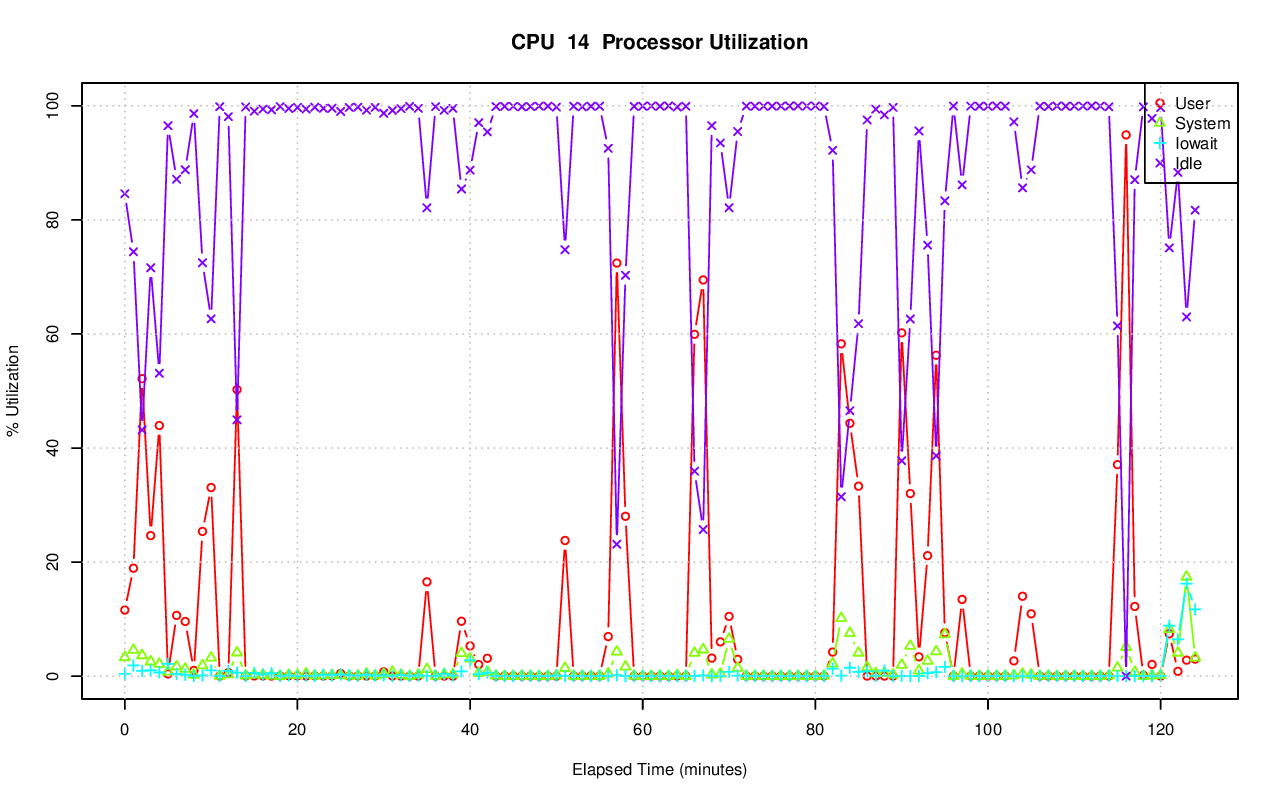 CPU  14  Processor Utilization
% Utilization
100
80
60
40
20
0
User
System
Iowait
Idle
0 20 40 60 80 100 120
Elapsed Time (minutes)